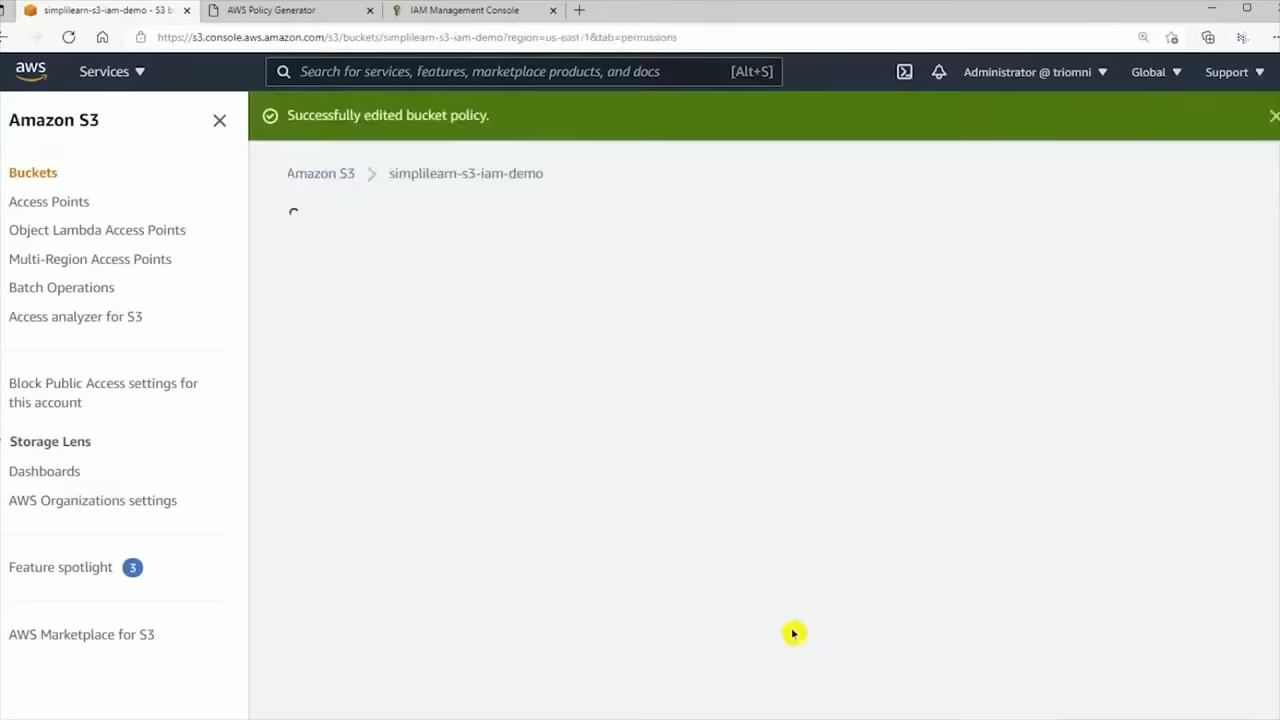 simplilearn-s3-iam-demo - S3 b
AWS Policy Generator
IAM Management Console
https://s3.console.aws.amazon.com/s3/buckets/simplilearn-s3-iam-demo?region=us-east-1&tab=permissions
aws
Services
Search for services, features, marketplace products, and docs
[Alt+S]
Administrator @ triomni
Global
Support
Amazon S3
Successfully edited bucket policy.
Amazon S3
simplilearn-s3-iam-demo
Buckets
Access Points
Object Lambda Access Points
Multi-Region Access Points
Batch Operations
Access analyzer for S3
Block Public Access settings for
this account
Storage Lens
Dashboards
AWS Organizations settings
Feature spotlight 3
AWS Marketplace for S3